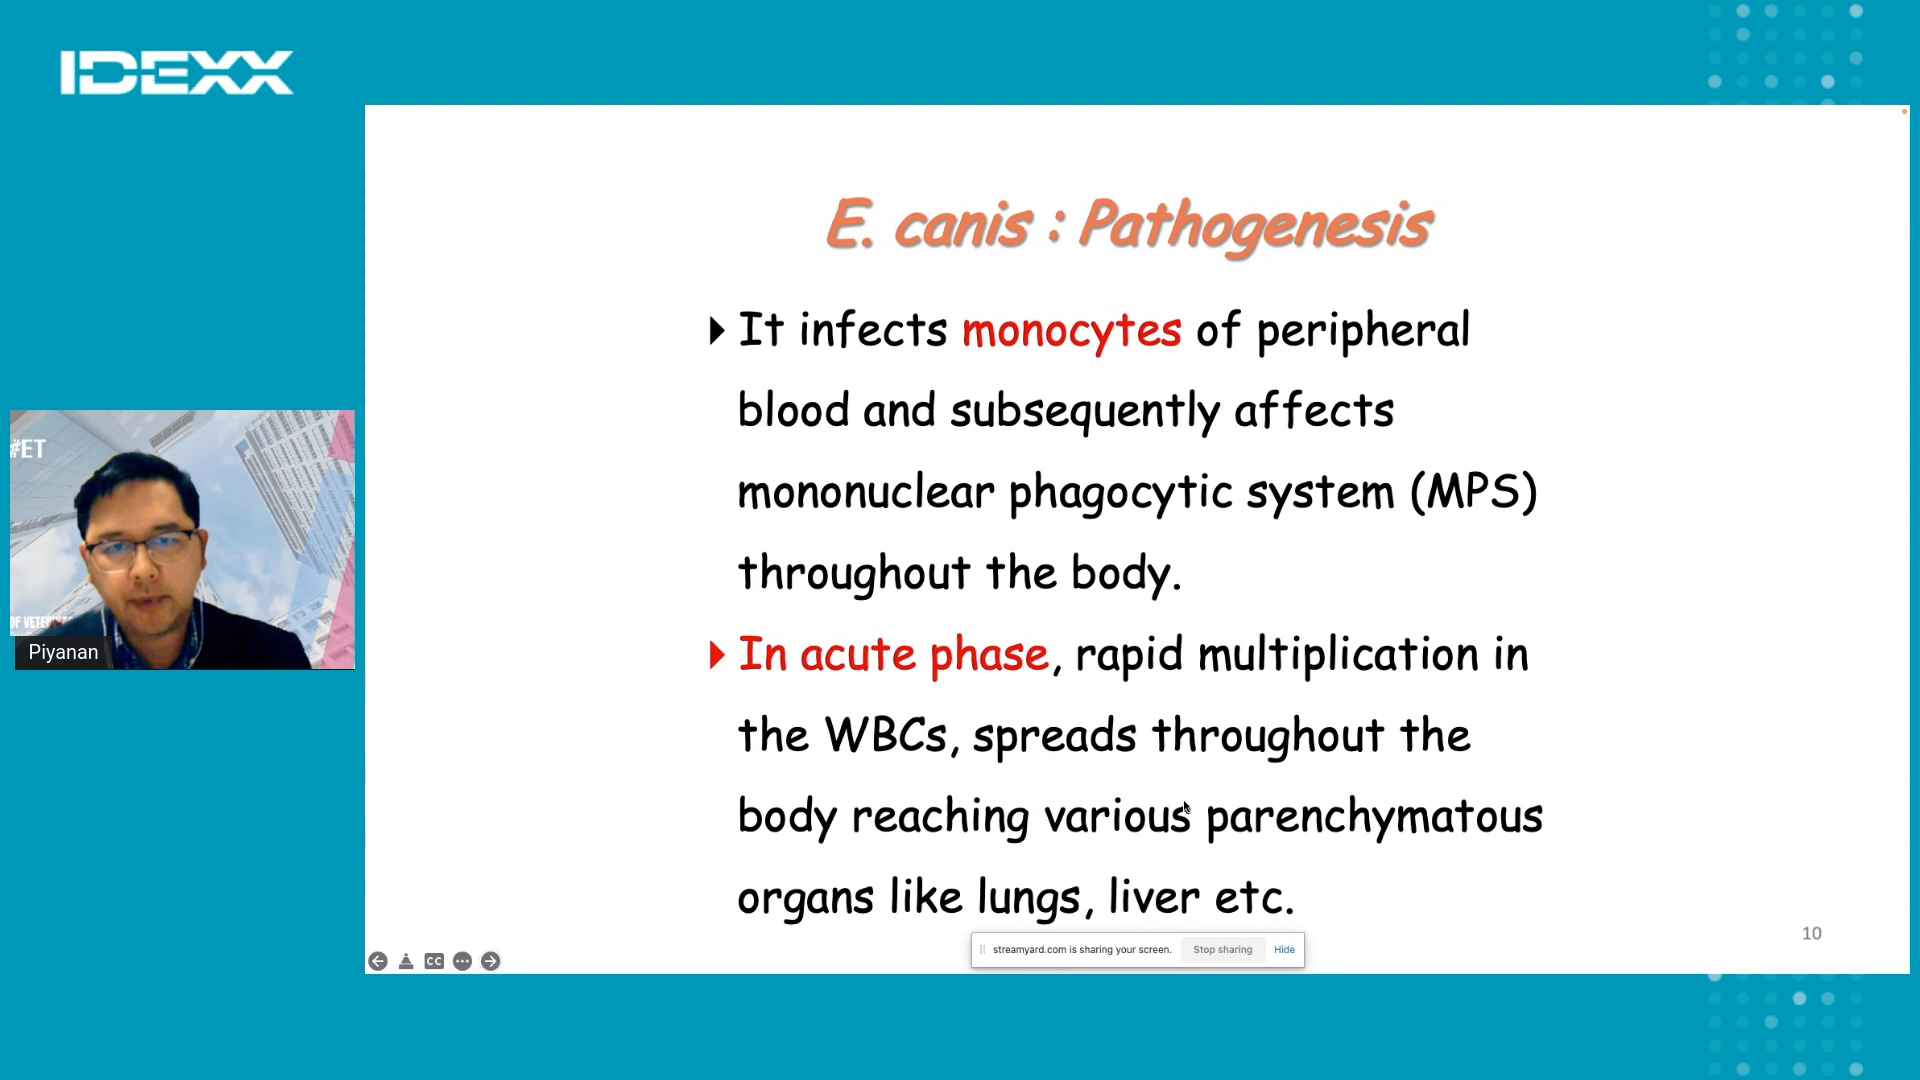 IDEXX
E. canis : Pathogenesis
It infects monocytes of peripheral
blood and subsequently affects
mononuclear phagocytic system (MPS)
throughout the body.
In acute phase, rapid multiplication in
the WBCs, spreads throughout the
body reaching various parenchymatous
organs like lungs, liver etc.
#ET
Piyanan
streamyard.com is sharing your screen. Stop sharing Hide
10
CC